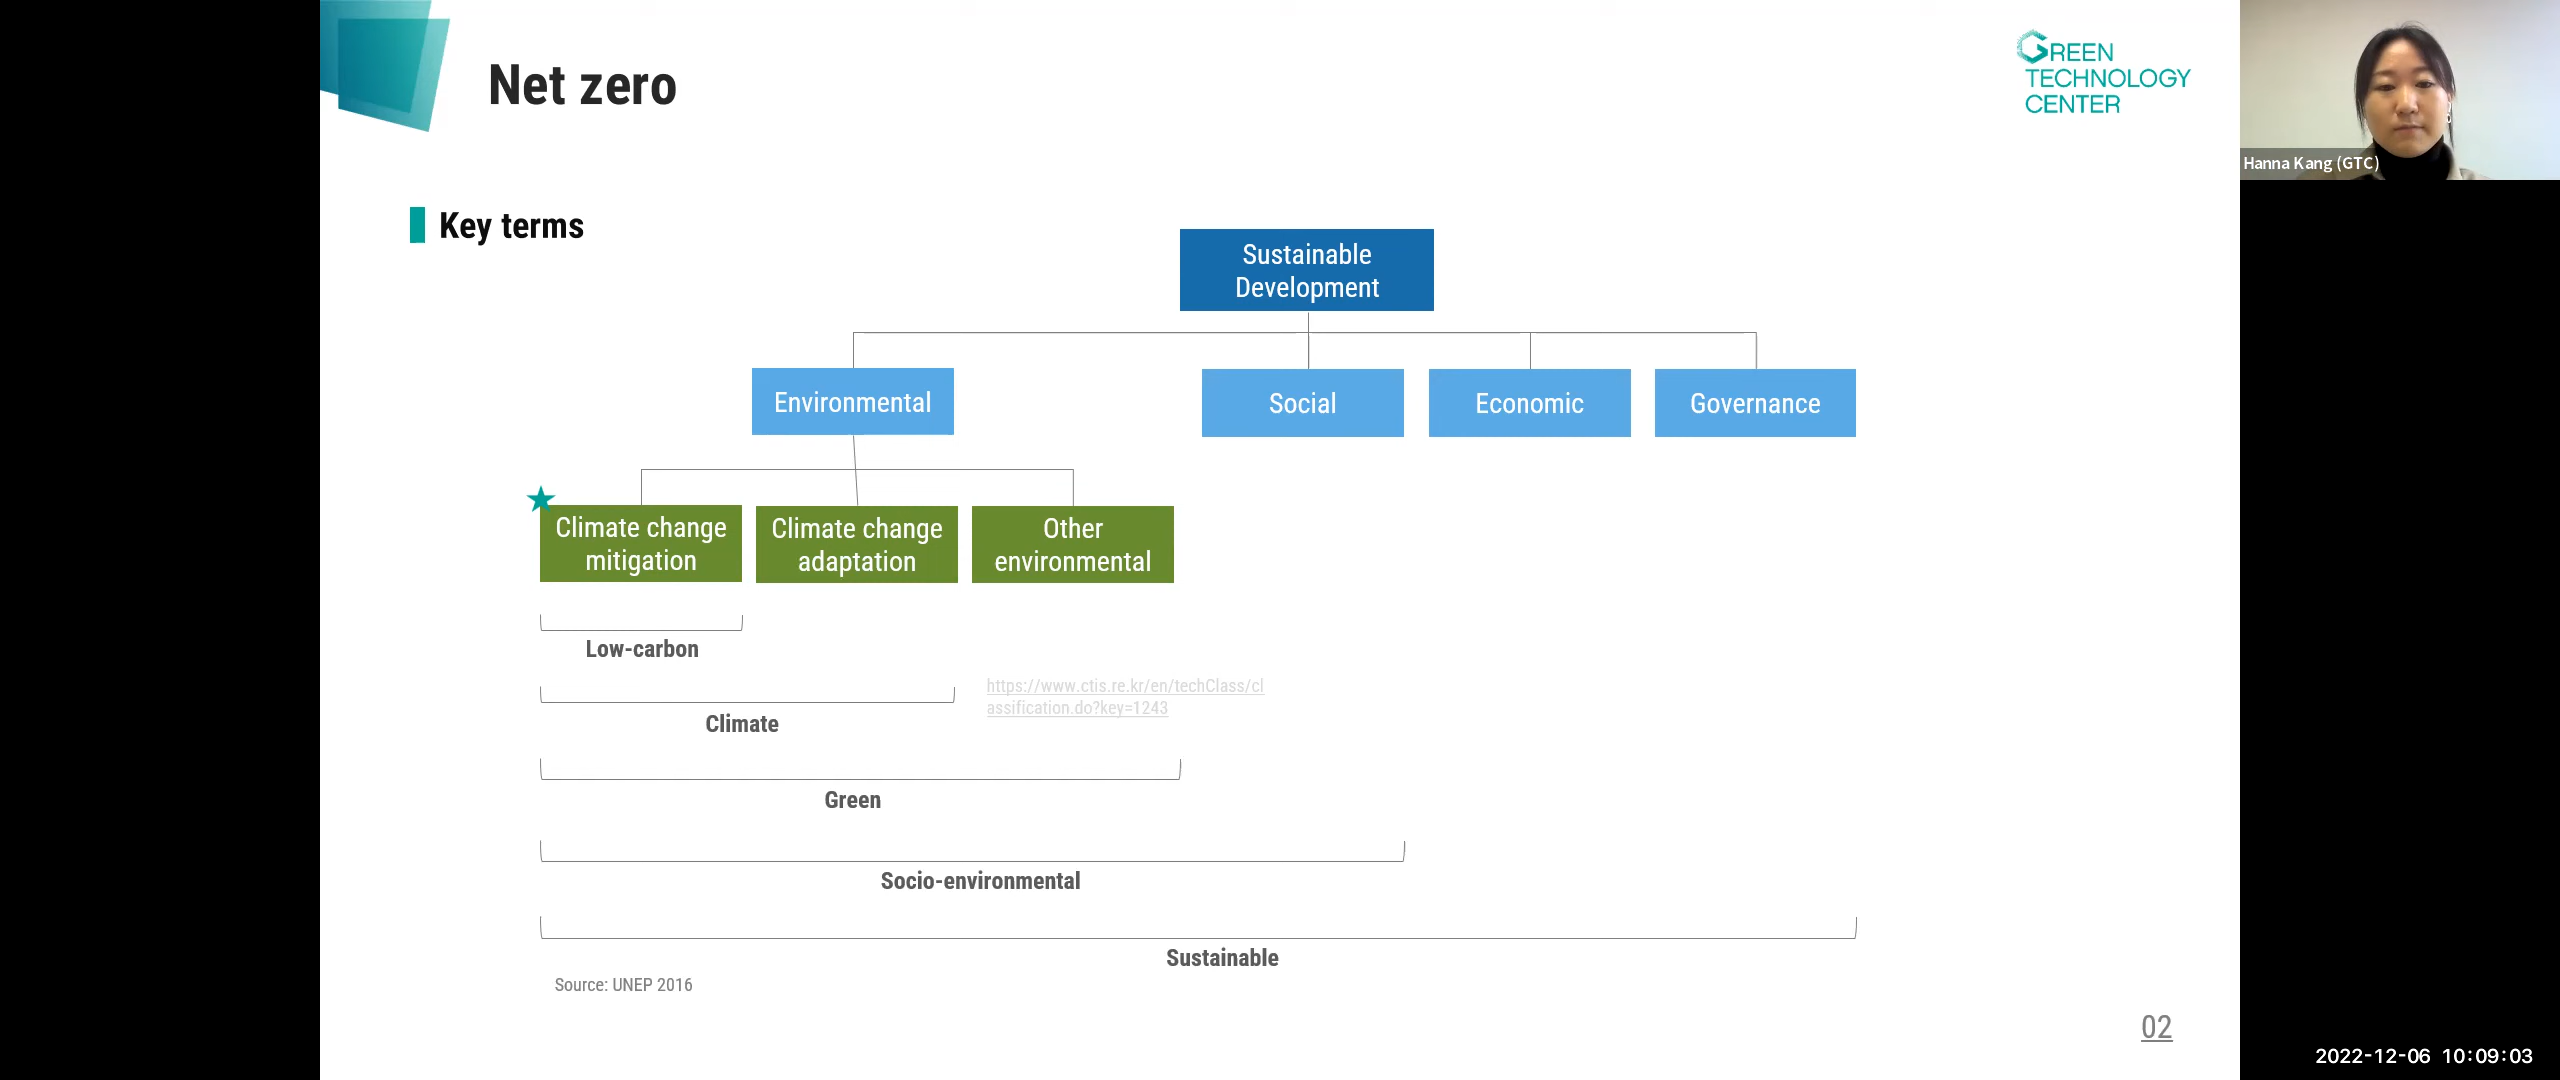 Net zero
GREEN
TECHNOLOGY
CENTER
Hanna Kang (GTC)
Key terms
Sustainable
Development
Environmental
Social
Economic
Governance
Climate change
mitigation
Climate change
adaptation
Other
environmental
Low-carbon
https://www.ctis.re.kr/en/techClass/cl
assification.do?key=1243
Climate
Green
Socio-environmental
Sustainable
Source: UNEP 2016
02
2022-12-06 10:09:03